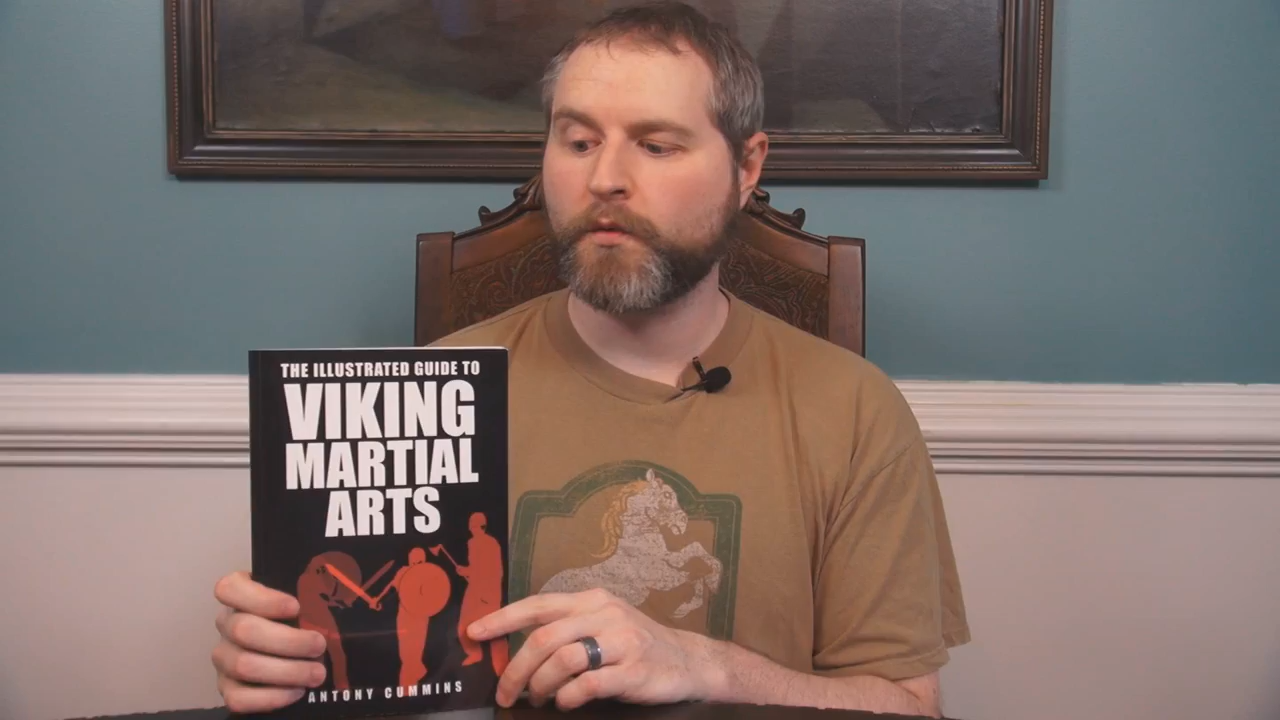 THE ILLUSTRATED GUIDE TO
VIKING
MARTIAL
ARTS
ANTONY CUMMINS